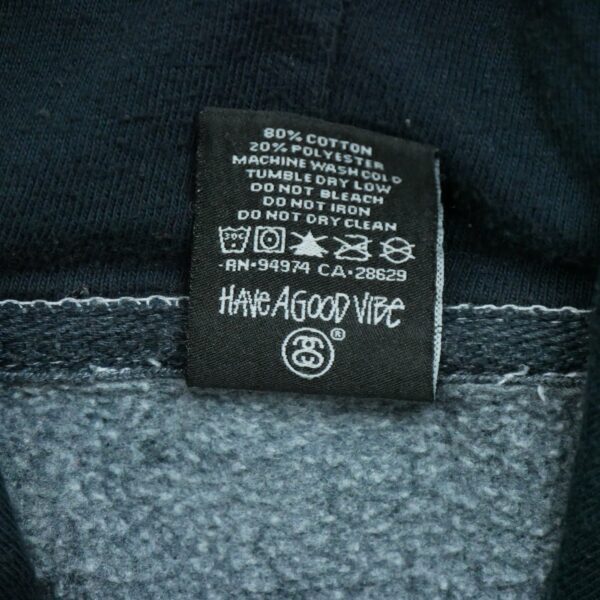 80% COTTON
20% POLYESTER
MACHINE WASH COLD
TUMBLE DRY LOW
DO NOT BLEACH
DO NOT IRON
DO NOT DRY CLEAN
30C
-RN·94974 CA·28629
HAVE A GOOD VIBE
®